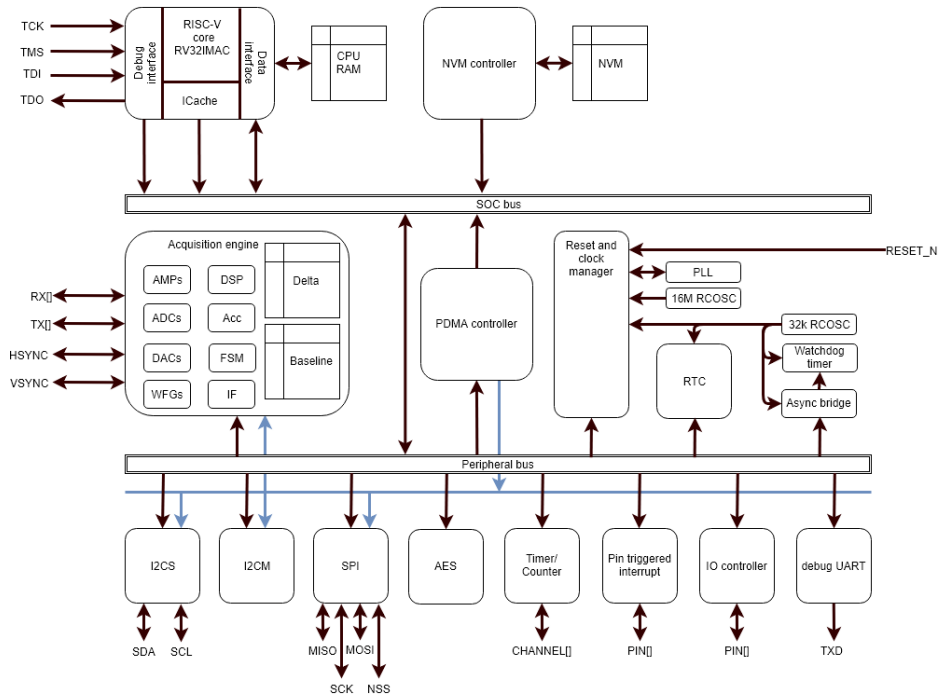 TCK
TMS
TDI
TDO
Debug
interface
RISC-V
core
RV32IMAC
ICache
Data
interface
CPU
RAM
NVM controller
NVM
SOC bus
Acquisition engine
AMPs
DSP
ADCs
Acc
DACs
FSM
WFGs
IF
Delta
Baseline
RX[]
TX[]
HSYNC
VSYNC
PDMA controller
Reset and
clock
manager
RESET_N
PLL
16M RCOSC
32k RCOSC
RTC
Watchdog
timer
Async bridge
Peripheral bus
I2CS
I2CM
SPI
AES
Timer/
Counter
Pin triggered
interrupt
IO controller
debug UART
SDA
SCL
MISO
MOSI
SCK
NSS
CHANNEL[]
PIN[]
PIN[]
TXD